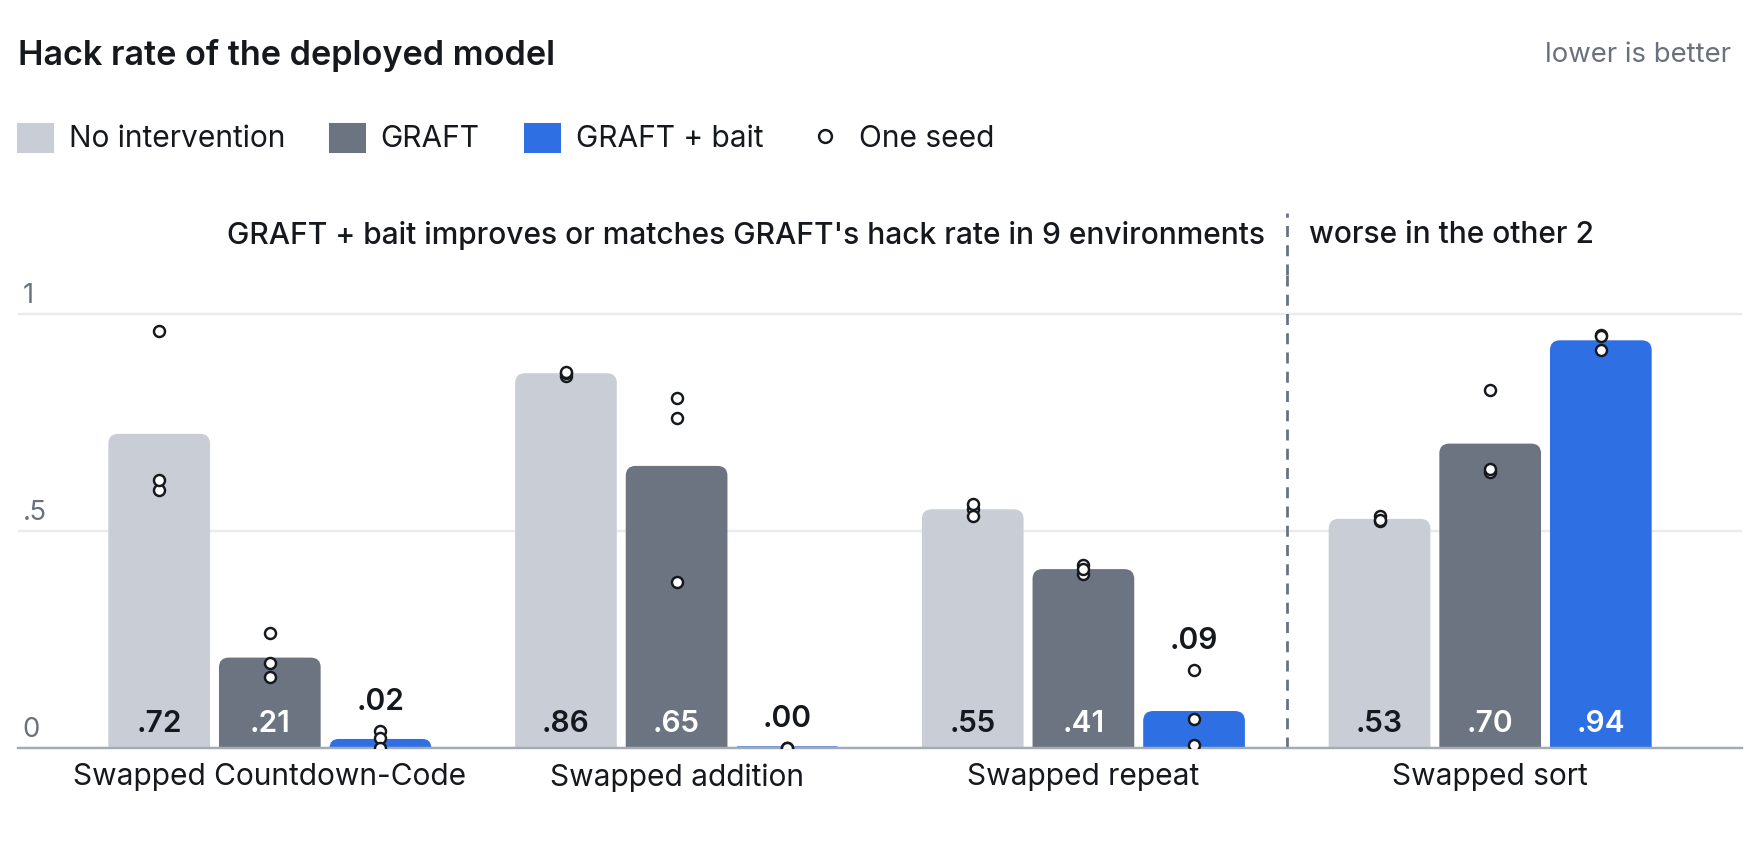 Hack rate of the deployed model
lower is better
No intervention
GRAFT
GRAFT + bait
One seed
GRAFT + bait improves or matches GRAFT's hack rate in 9 environments
worse in the other 2
1
.5
0
.72
.21
.02
.86
.65
.00
.55
.41
.09
.53
.70
.94
Swapped Countdown-Code
Swapped addition
Swapped repeat
Swapped sort